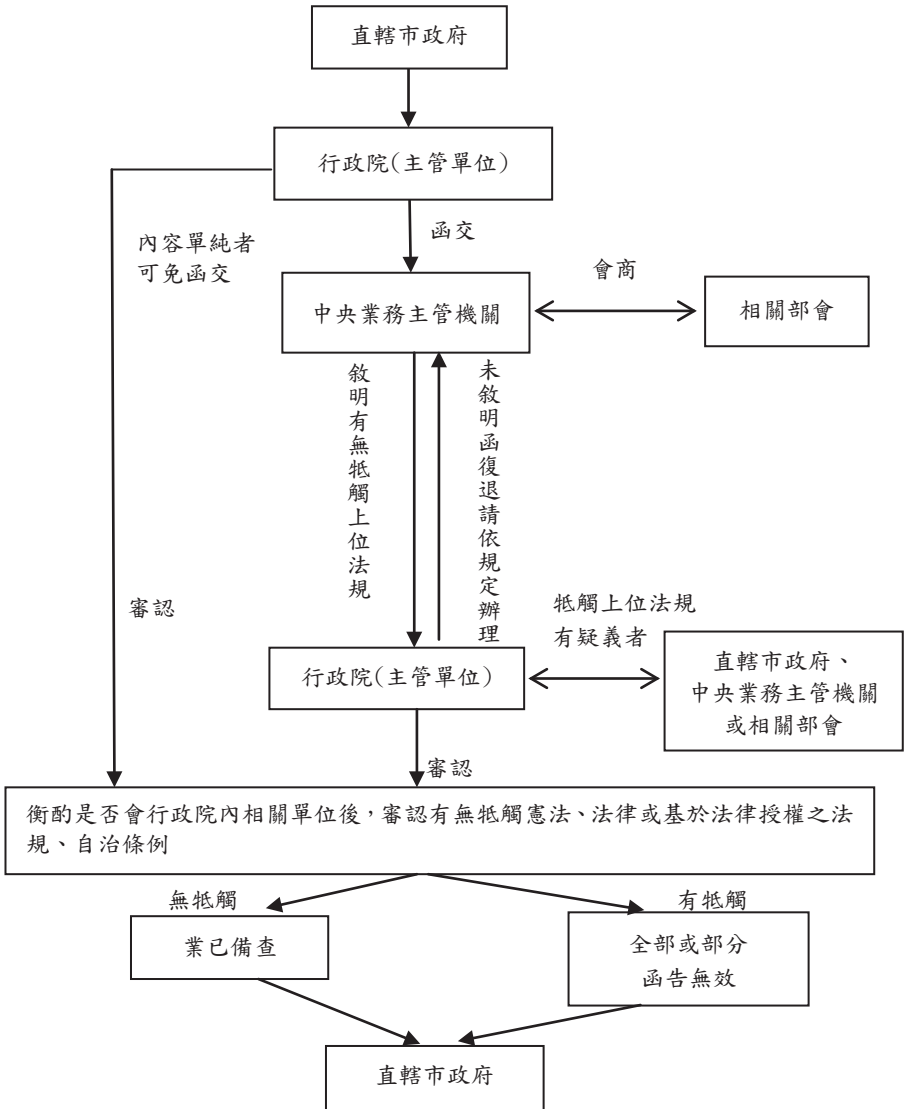 直轄市政府
行政院(主管單位)
內容單純者
可免函交
函交
會商
中央業務主管機關
相關部會
敘明有無牴觸上位法規
未敘明函復退請依規定辦理
審認
牴觸上位法規
有疑義者
行政院(主管單位)
直轄市政府、
中央業務主管機關
或相關部會
審認
衡酌是否會行政院內相關單位後，審認有無牴觸憲法、法律或基於法律授權之法
規、自治條例
無牴觸
有牴觸
業已備查
全部或部分
函告無效
直轄市政府